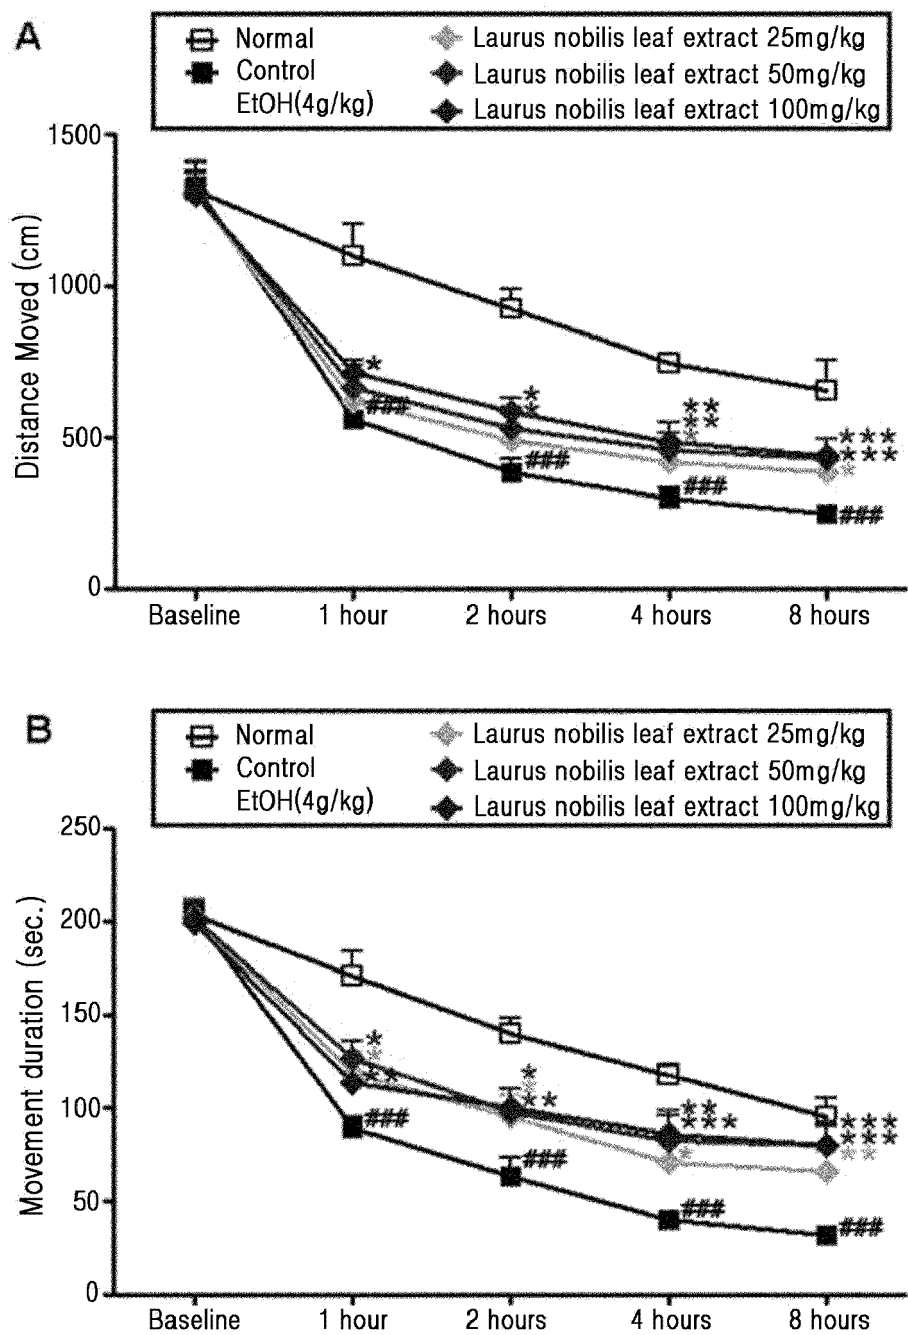 A
Normal
Control
EtOH(4g/kg)
Laurus nobilis leaf extract 25mg/kg
Laurus nobilis leaf extract 50mg/kg
Laurus nobilis leaf extract 100mg/kg
Distance Moved (cm)
1500
1000
500
0
*
###
*
*
###
**
**
*
###
***
***
*
###
Baseline 1 hour 2 hours 4 hours 8 hours
B
Normal
Control
EtOH(4g/kg)
Laurus nobilis leaf extract 25mg/kg
Laurus nobilis leaf extract 50mg/kg
Laurus nobilis leaf extract 100mg/kg
Movement duration (sec.)
250
200
150
100
50
0
*
*
**
###
*
*
**
###
**
***
*
###
***
***
**
###
Baseline 1 hour 2 hours 4 hours 8 hours